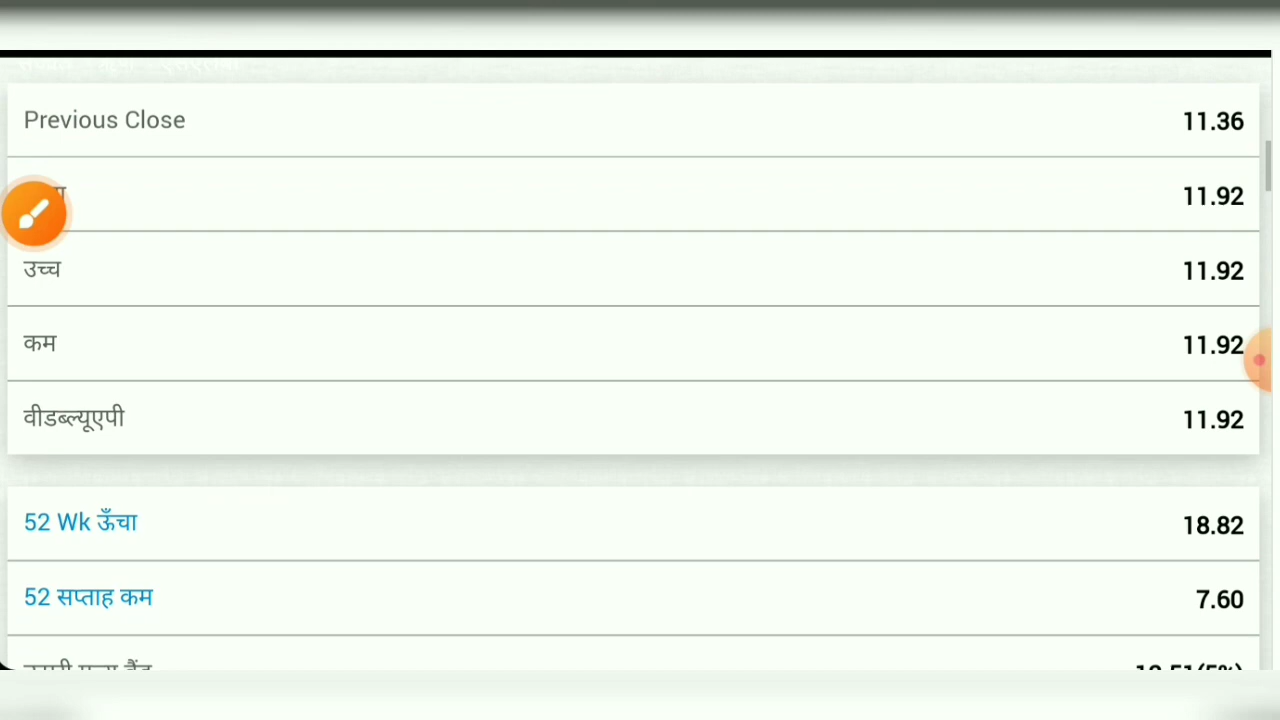 Previous Close 11.36
11.92
उच्च 11.92
कम 11.92
वीडब्ल्यूएपी 11.92
52 Wk ऊँचा 18.82
52 सप्ताह कम 7.60